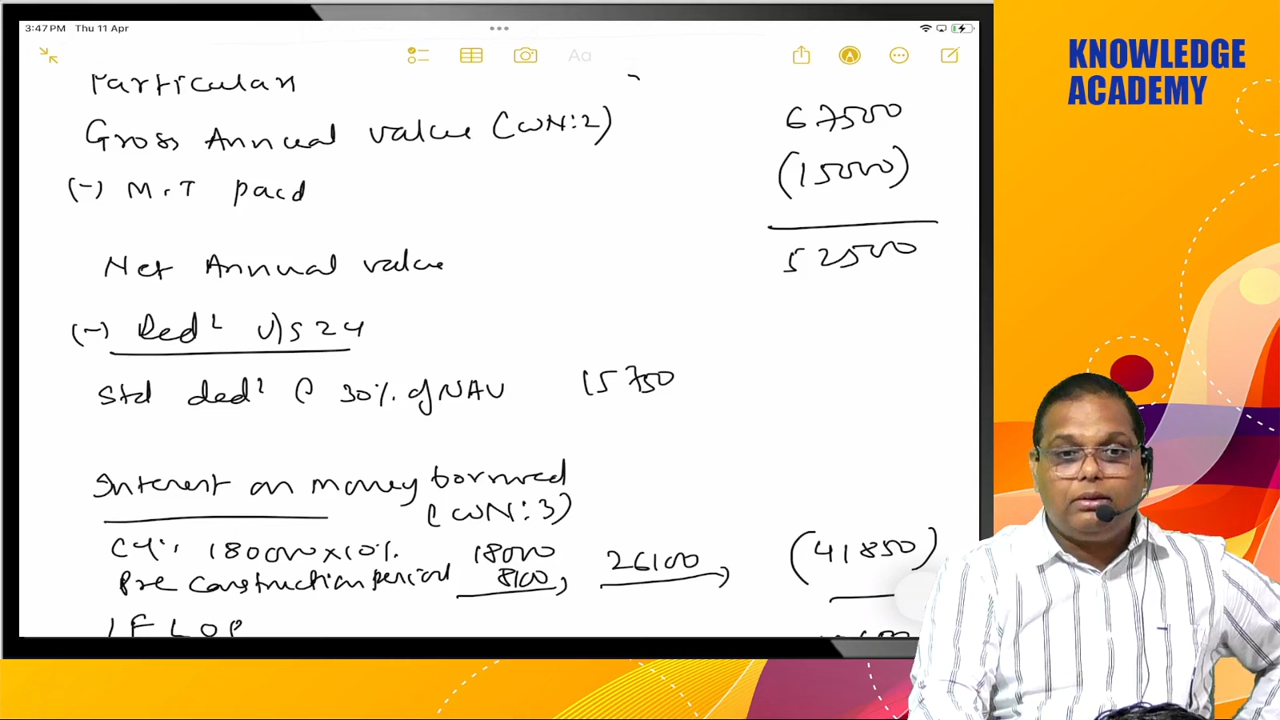 3:47 PM Thu 11 Apr
KNOWLEDGE
ACADEMY
Aa
Particulars
Gross Annual value (WN:2) 67500
(-) M.T paid (15000)
Net Annual value 52500
(-) Dedⁿ u/s 24
Std dedⁿ @ 30% of NAV 15750
Interest on money borrowed
(WN:3)
CY: 180000x10% 18000
Pre construction period 8100 26100 (41850)
IFLOP